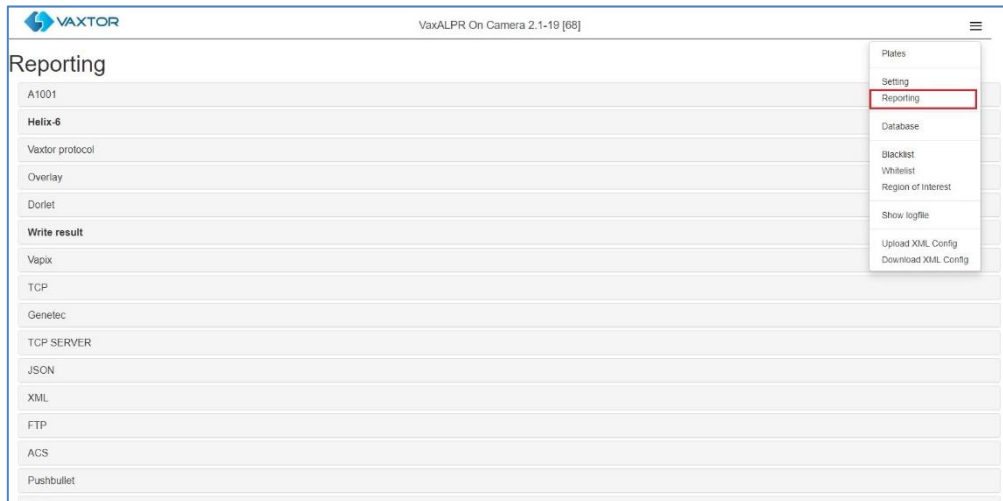 VAXTOR
VaxALPR On Camera 2.1-19 [68]
Reporting
A1001
Helix-6
Vaxtor protocol
Overlay
Dorlet
Write result
Vapix
TCP
Genetec
TCP SERVER
JSON
XML
FTP
ACS
Pushbullet
Plates
Setting
Reporting
Database
Blacklist
Whitelist
Region of Interest
Show logfile
Upload XML Config
Download XML Config